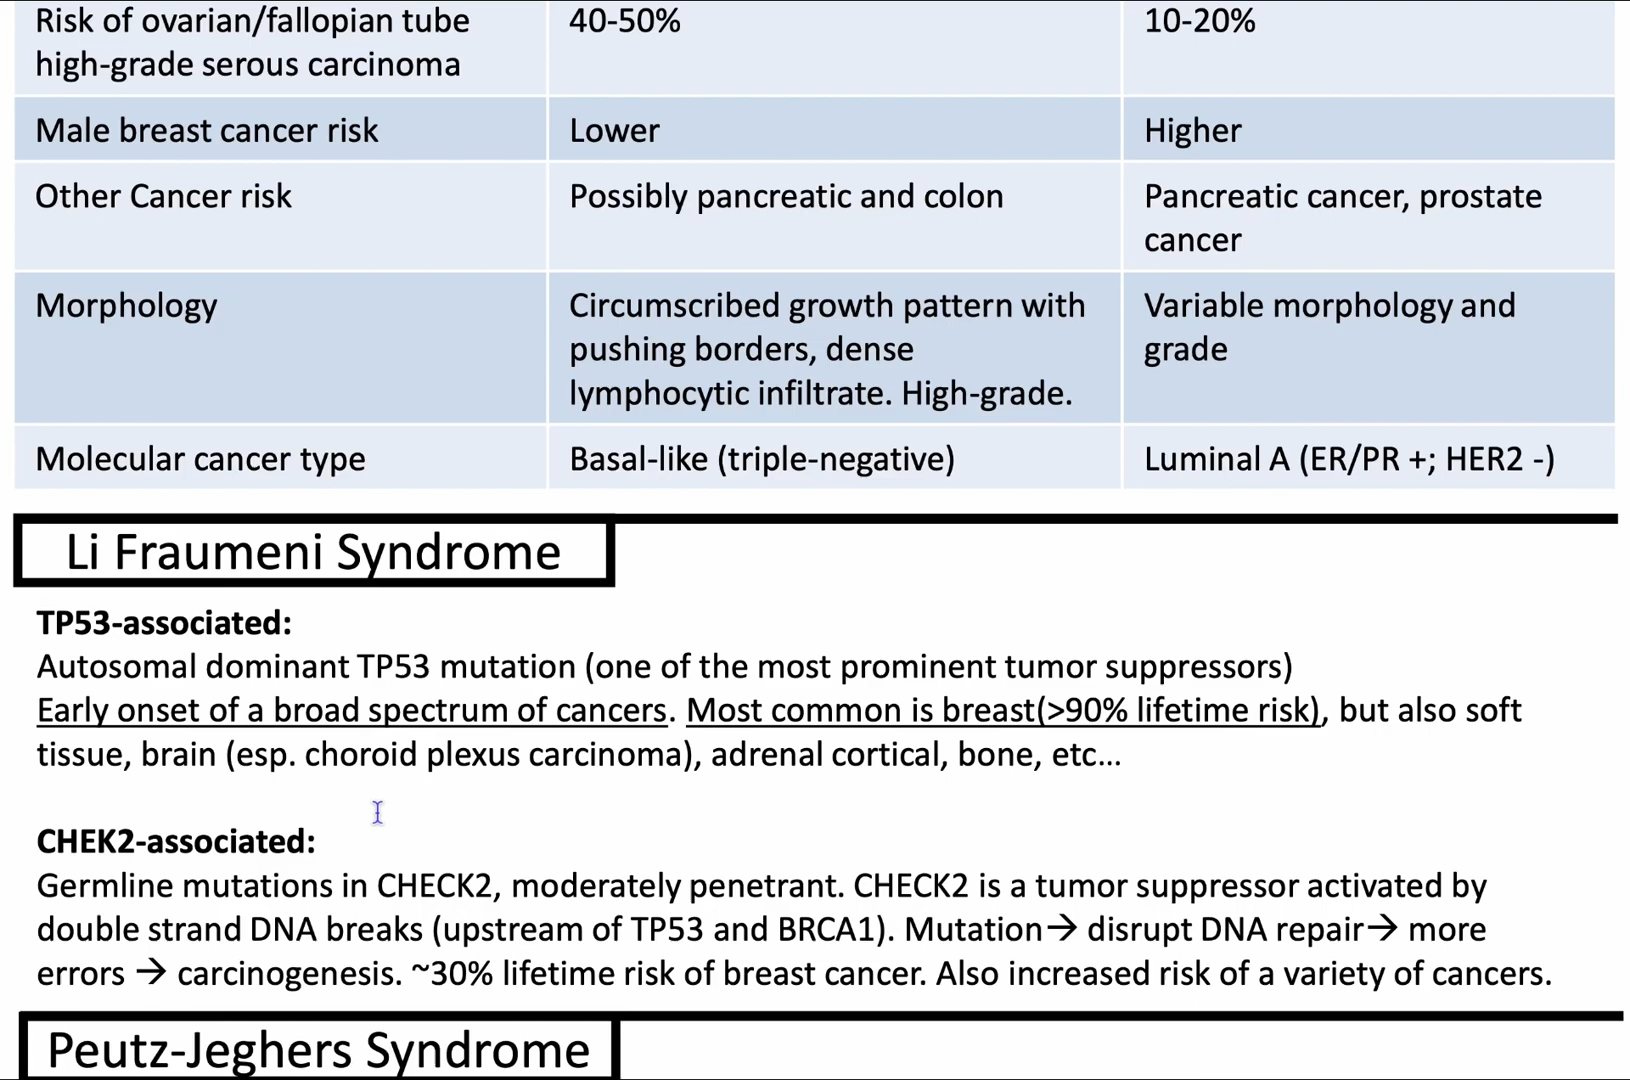 Risk of ovarian/fallopian tube high-grade serous carcinoma
40-50%
10-20%
Male breast cancer risk
Lower
Higher
Other Cancer risk
Possibly pancreatic and colon
Pancreatic cancer, prostate
cancer
Morphology
Circumscribed growth pattern with
pushing borders, dense
lymphocytic infiltrate. High-grade.
Variable morphology and
grade
Molecular cancer type
Basal-like (triple-negative)
Luminal A (ER/PR +; HER2 -)
Li Fraumeni Syndrome
TP53-associated:
Autosomal dominant TP53 mutation (one of the most prominent tumor suppressors)
Early onset of a broad spectrum of cancers. Most common is breast(>90% lifetime risk), but also soft
tissue, brain (esp. choroid plexus carcinoma), adrenal cortical, bone, etc…
CHEK2-associated:
Germline mutations in CHECK2, moderately penetrant. CHECK2 is a tumor suppressor activated by
double strand DNA breaks (upstream of TP53 and BRCA1). Mutation→ disrupt DNA repair→ more
errors → carcinogenesis. ~30% lifetime risk of breast cancer. Also increased risk of a variety of cancers.
Peutz-Jeghers Syndrome